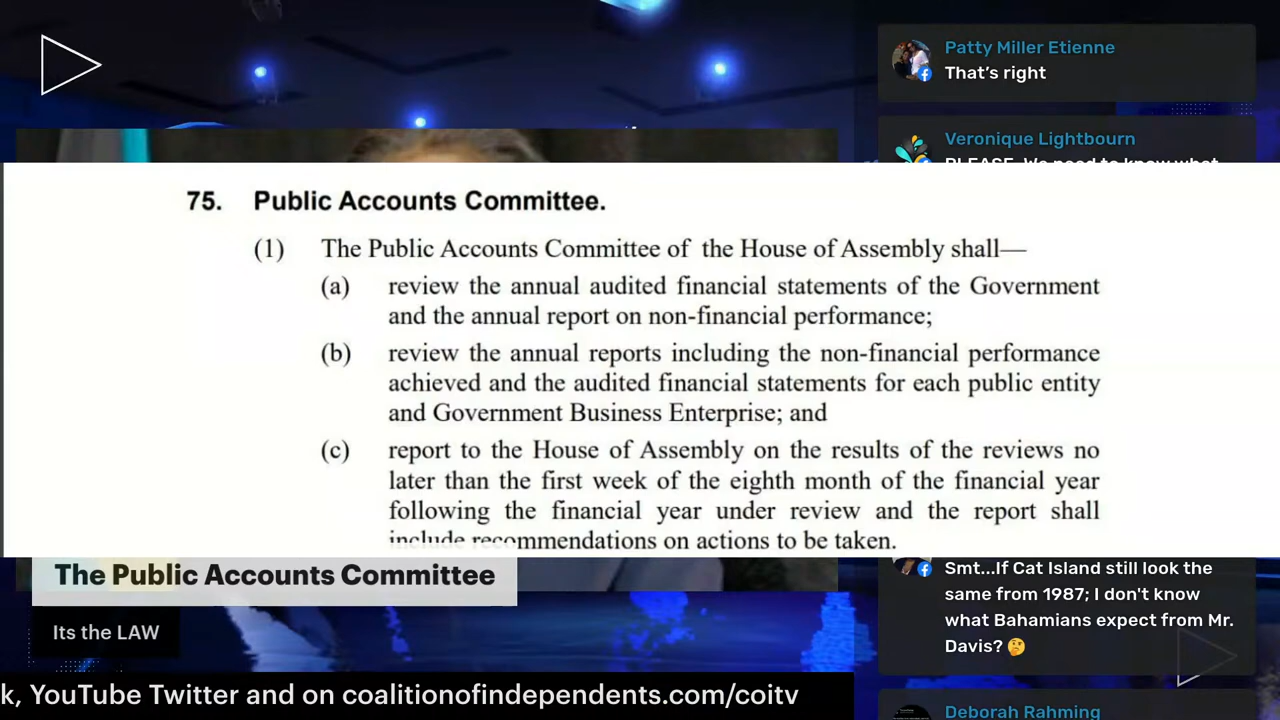 Patty Miller Etienne
That's right
Veronique Lightbourn
PLEASE. We need to know what
75. Public Accounts Committee.
(1) The Public Accounts Committee of the House of Assembly shall—
(a) review the annual audited financial statements of the Government
and the annual report on non-financial performance;
(b) review the annual reports including the non-financial performance
achieved and the audited financial statements for each public entity
and Government Business Enterprise; and
(c) report to the House of Assembly on the results of the reviews no
later than the first week of the eighth month of the financial year
following the financial year under review and the report shall
include recommendations on actions to be taken.
The Public Accounts Committee
Its the LAW
k, YouTube Twitter and on coalitionofindependents.com/coitv
Smt...If Cat Island still look the
same from 1987; I don't know
what Bahamians expect from Mr.
Davis? 🤔
Deborah Rahming